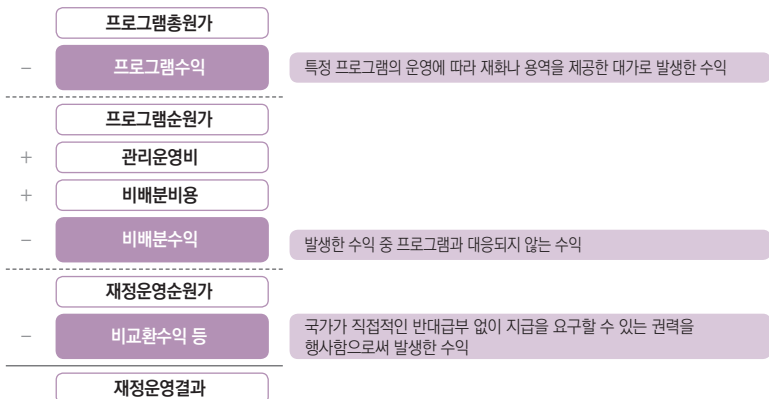 프로그램총원가
− 프로그램수익 특정 프로그램의 운영에 따라 재화나 용역을 제공한 대가로 발생한 수익
프로그램순원가
+ 관리운영비
+ 비배분비용
− 비배분수익 발생한 수익 중 프로그램과 대응되지 않는 수익
재정운영순원가
− 비교환수익 등 국가가 직접적인 반대급부 없이 지급을 요구할 수 있는 권력을
행사함으로써 발생한 수익
재정운영결과